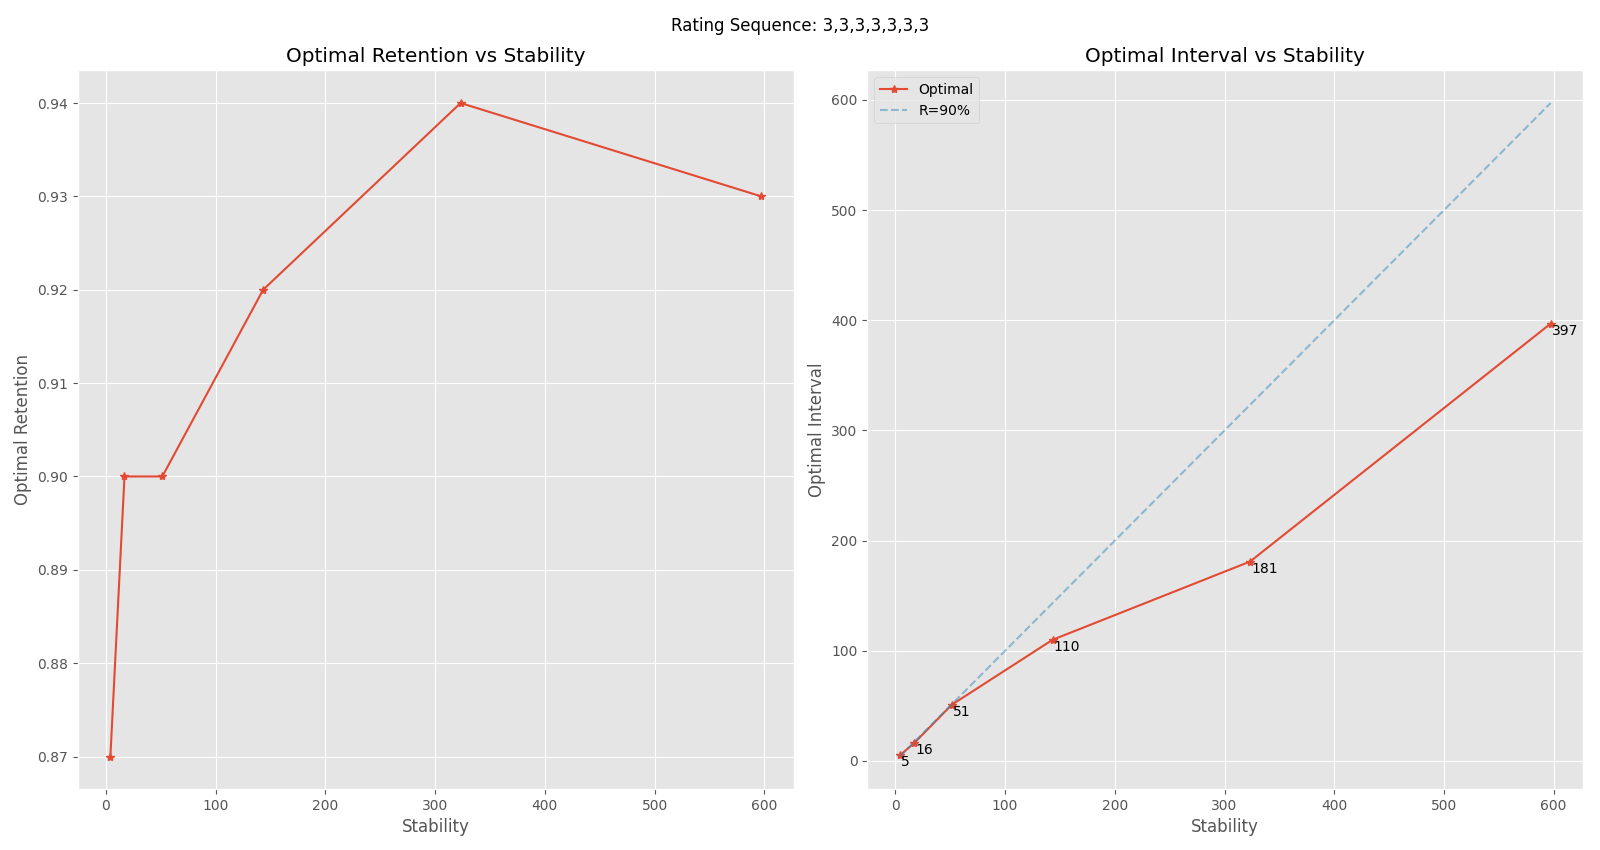 Rating Sequence: 3,3,3,3,3,3,3
Optimal Retention vs Stability
0.94
0.93
0.92
0.91
0.90
0.89
0.88
0.87
Optimal Retention
0 100 200 300 400 500 600
Stability
Optimal Interval vs Stability
Optimal
R=90%
600
500
400
300
200
100
0
Optimal Interval
397
181
110
51
16
5
0 100 200 300 400 500 600
Stability